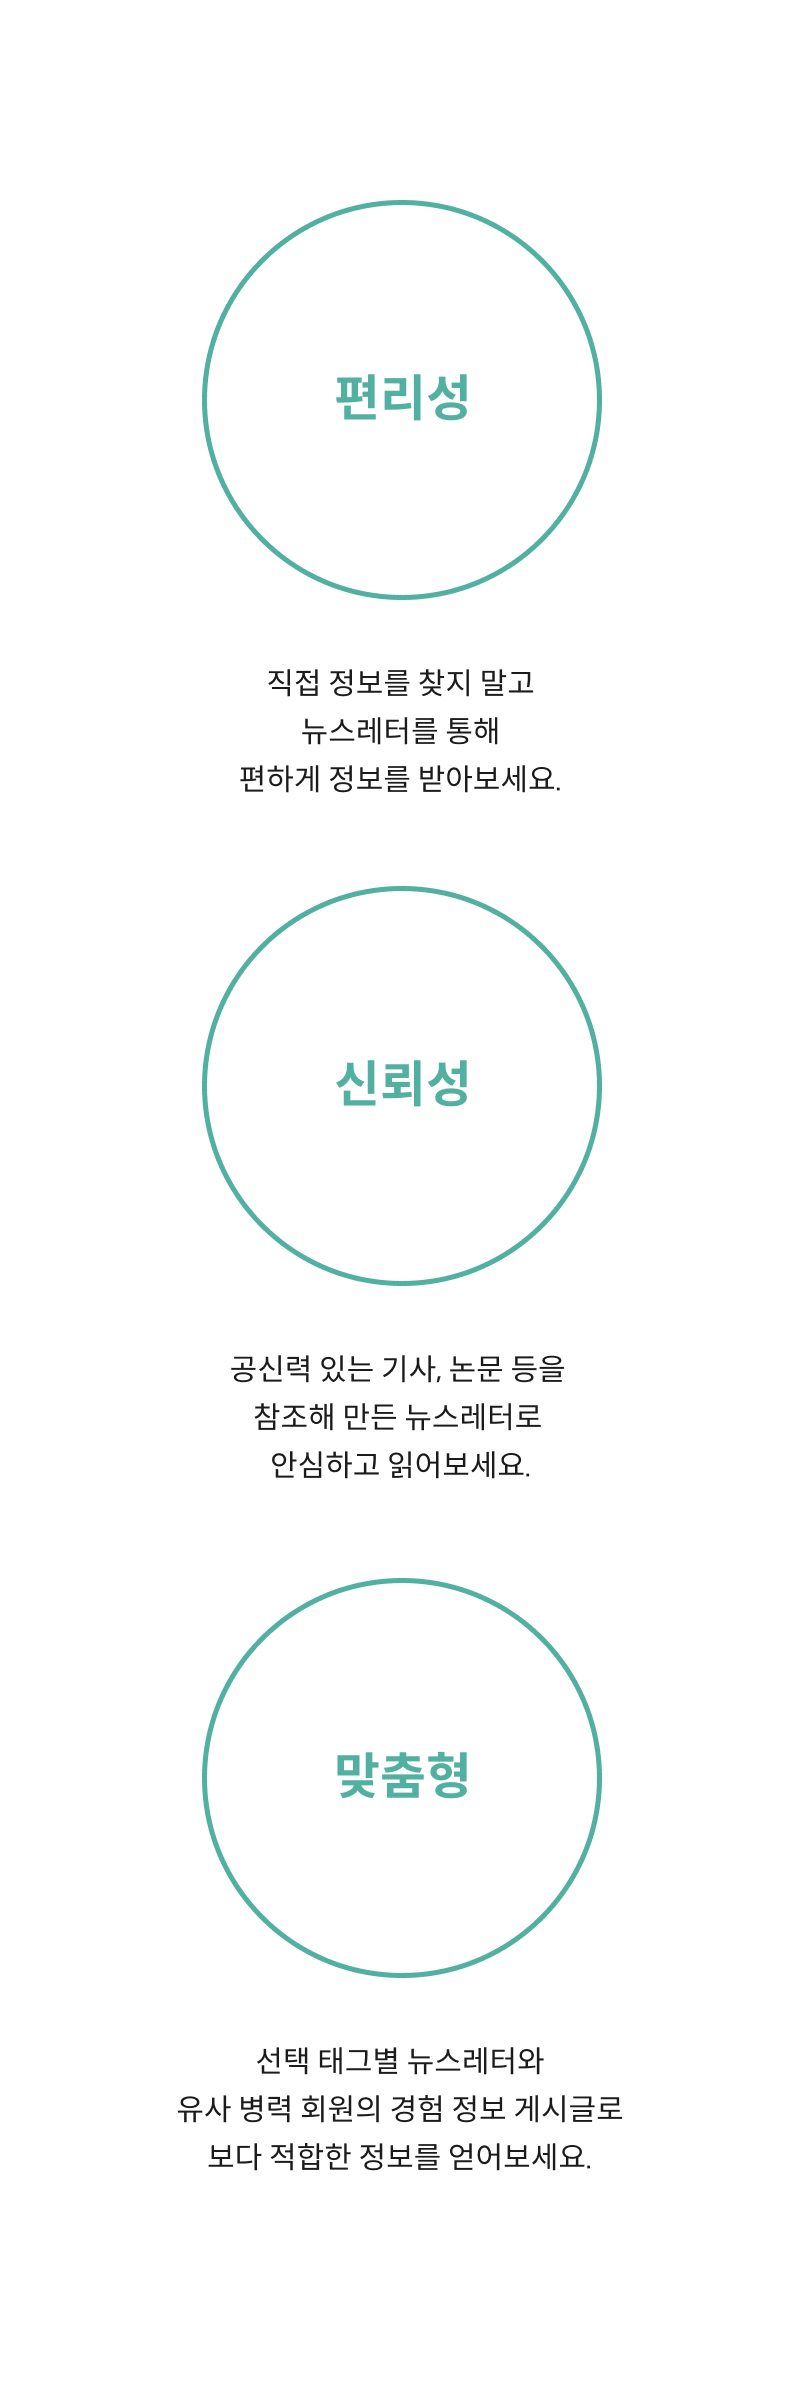 편리성
직접 정보를 찾지 말고
뉴스레터를 통해
편하게 정보를 받아보세요.
신뢰성
공신력 있는 기사, 논문 등을
참조해 만든 뉴스레터로
안심하고 읽어보세요.
맞춤형
선택 태그별 뉴스레터와
유사 병력 회원의 경험 정보 게시글로
보다 적합한 정보를 얻어보세요.